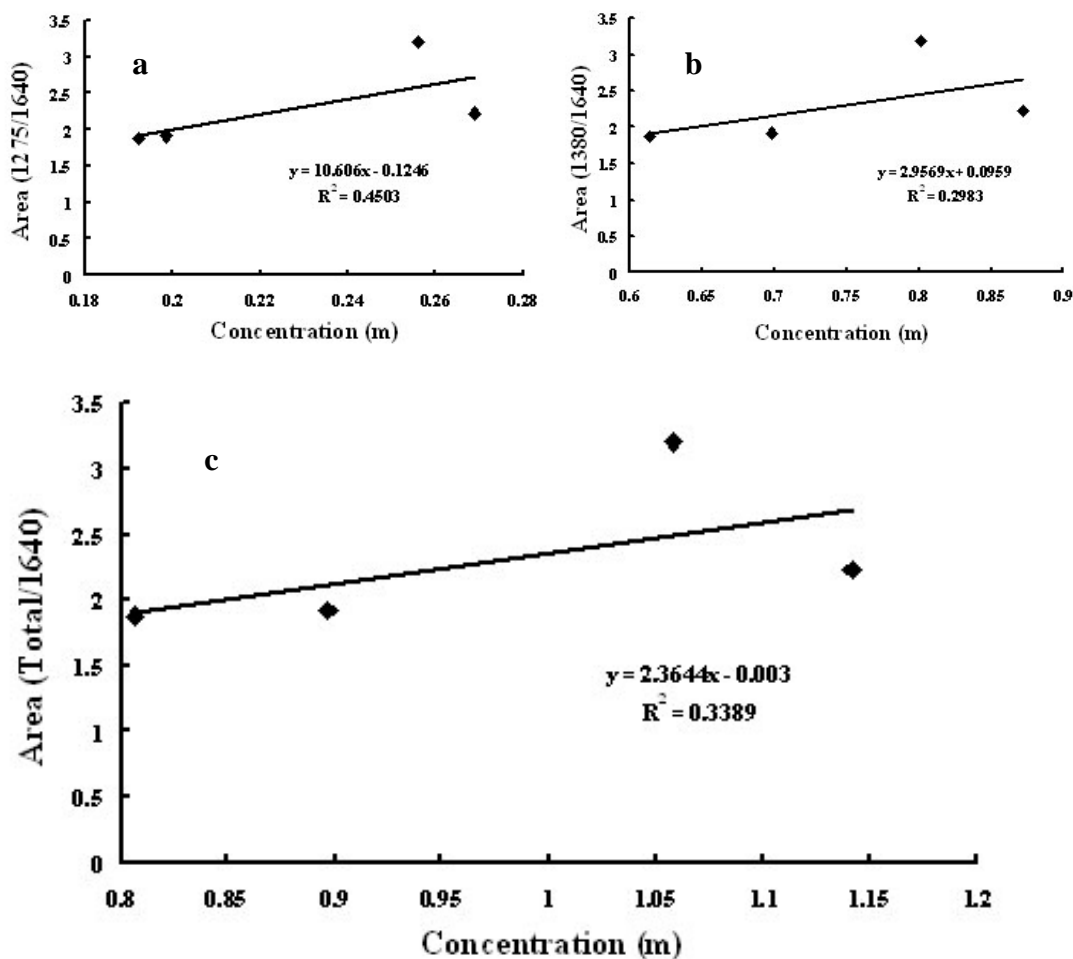 a
Area (1275/1640)
3.5
3
2.5
2
1.5
1
0.5
0
y = 10.606x - 0.1246
R² = 0.4503
0.18 0.2 0.22 0.24 0.26 0.28
Concentration (m)
b
Area (1380/1640)
3.5
3
2.5
2
1.5
1
0.5
0
y = 2.9569x + 0.0959
R² = 0.2983
0.6 0.65 0.7 0.75 0.8 0.85 0.9
Concentration (m)
c
Area (Total/1640)
3.5
3
2.5
2
1.5
1
0.5
0
y = 2.3644x - 0.003
R² = 0.3389
0.8 0.85 0.9 0.95 1 1.05 1.1 1.15 1.2
Concentration (m)